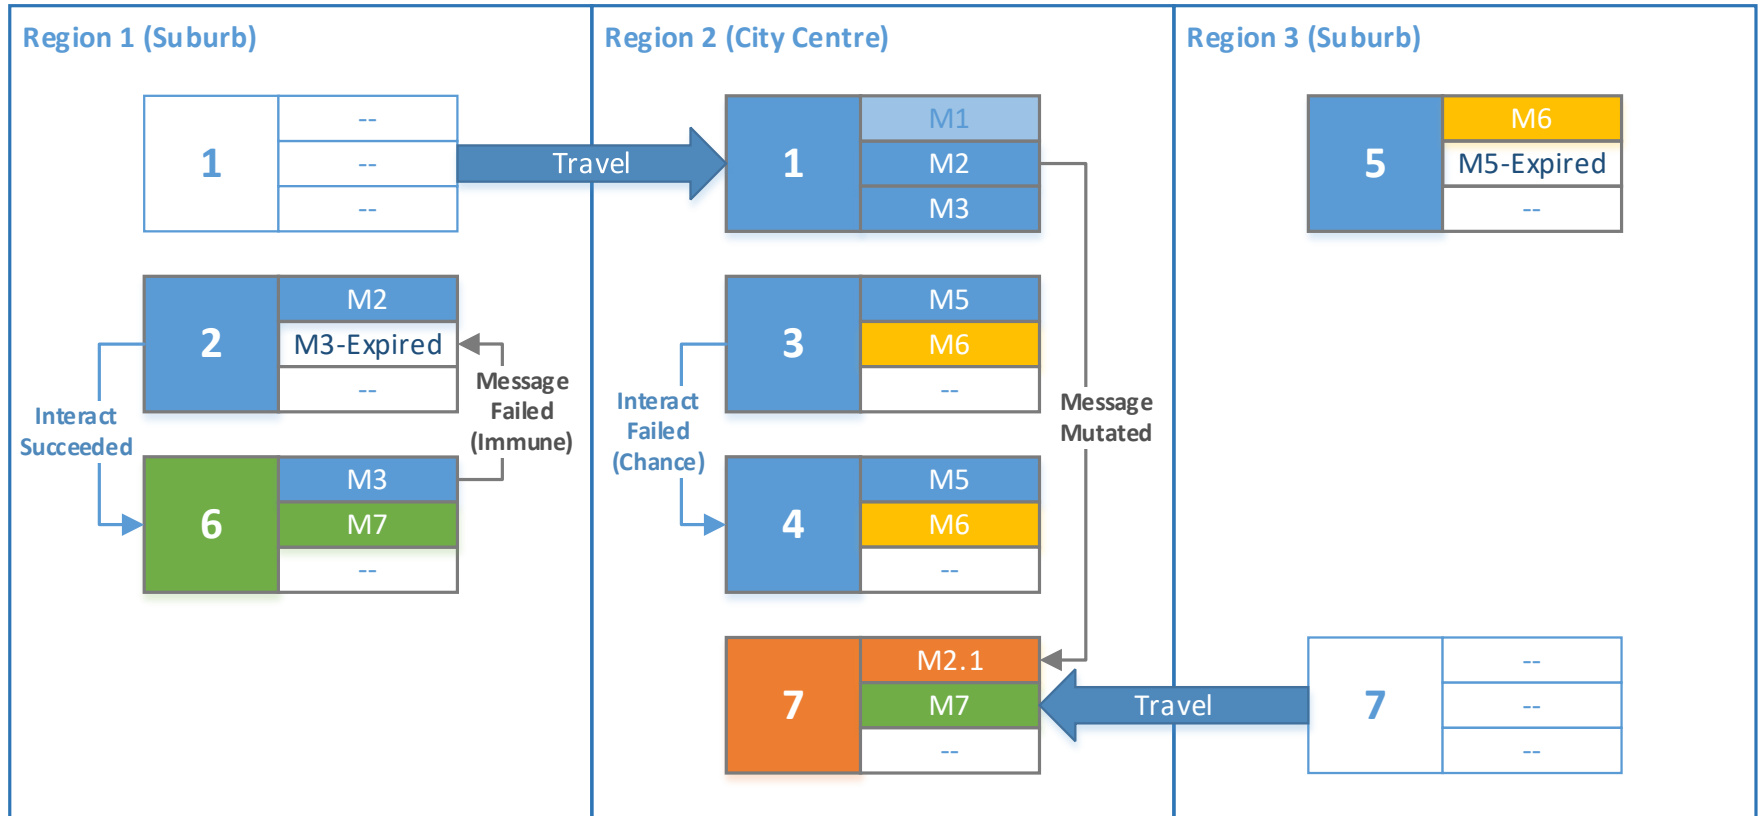 Region 1 (Suburb)
1
--
--
--
Travel
2
M2
M3-Expired
--
Interact
Succeeded
Message
Failed
(Immune)
6
M3
M7
--
Region 2 (City Centre)
1
M1
M2
M3
3
M5
M6
--
Interact
Failed
(Chance)
Message
Mutated
4
M5
M6
--
7
M2.1
M7
--
Travel
Region 3 (Suburb)
5
M6
M5-Expired
--
7
--
--
--